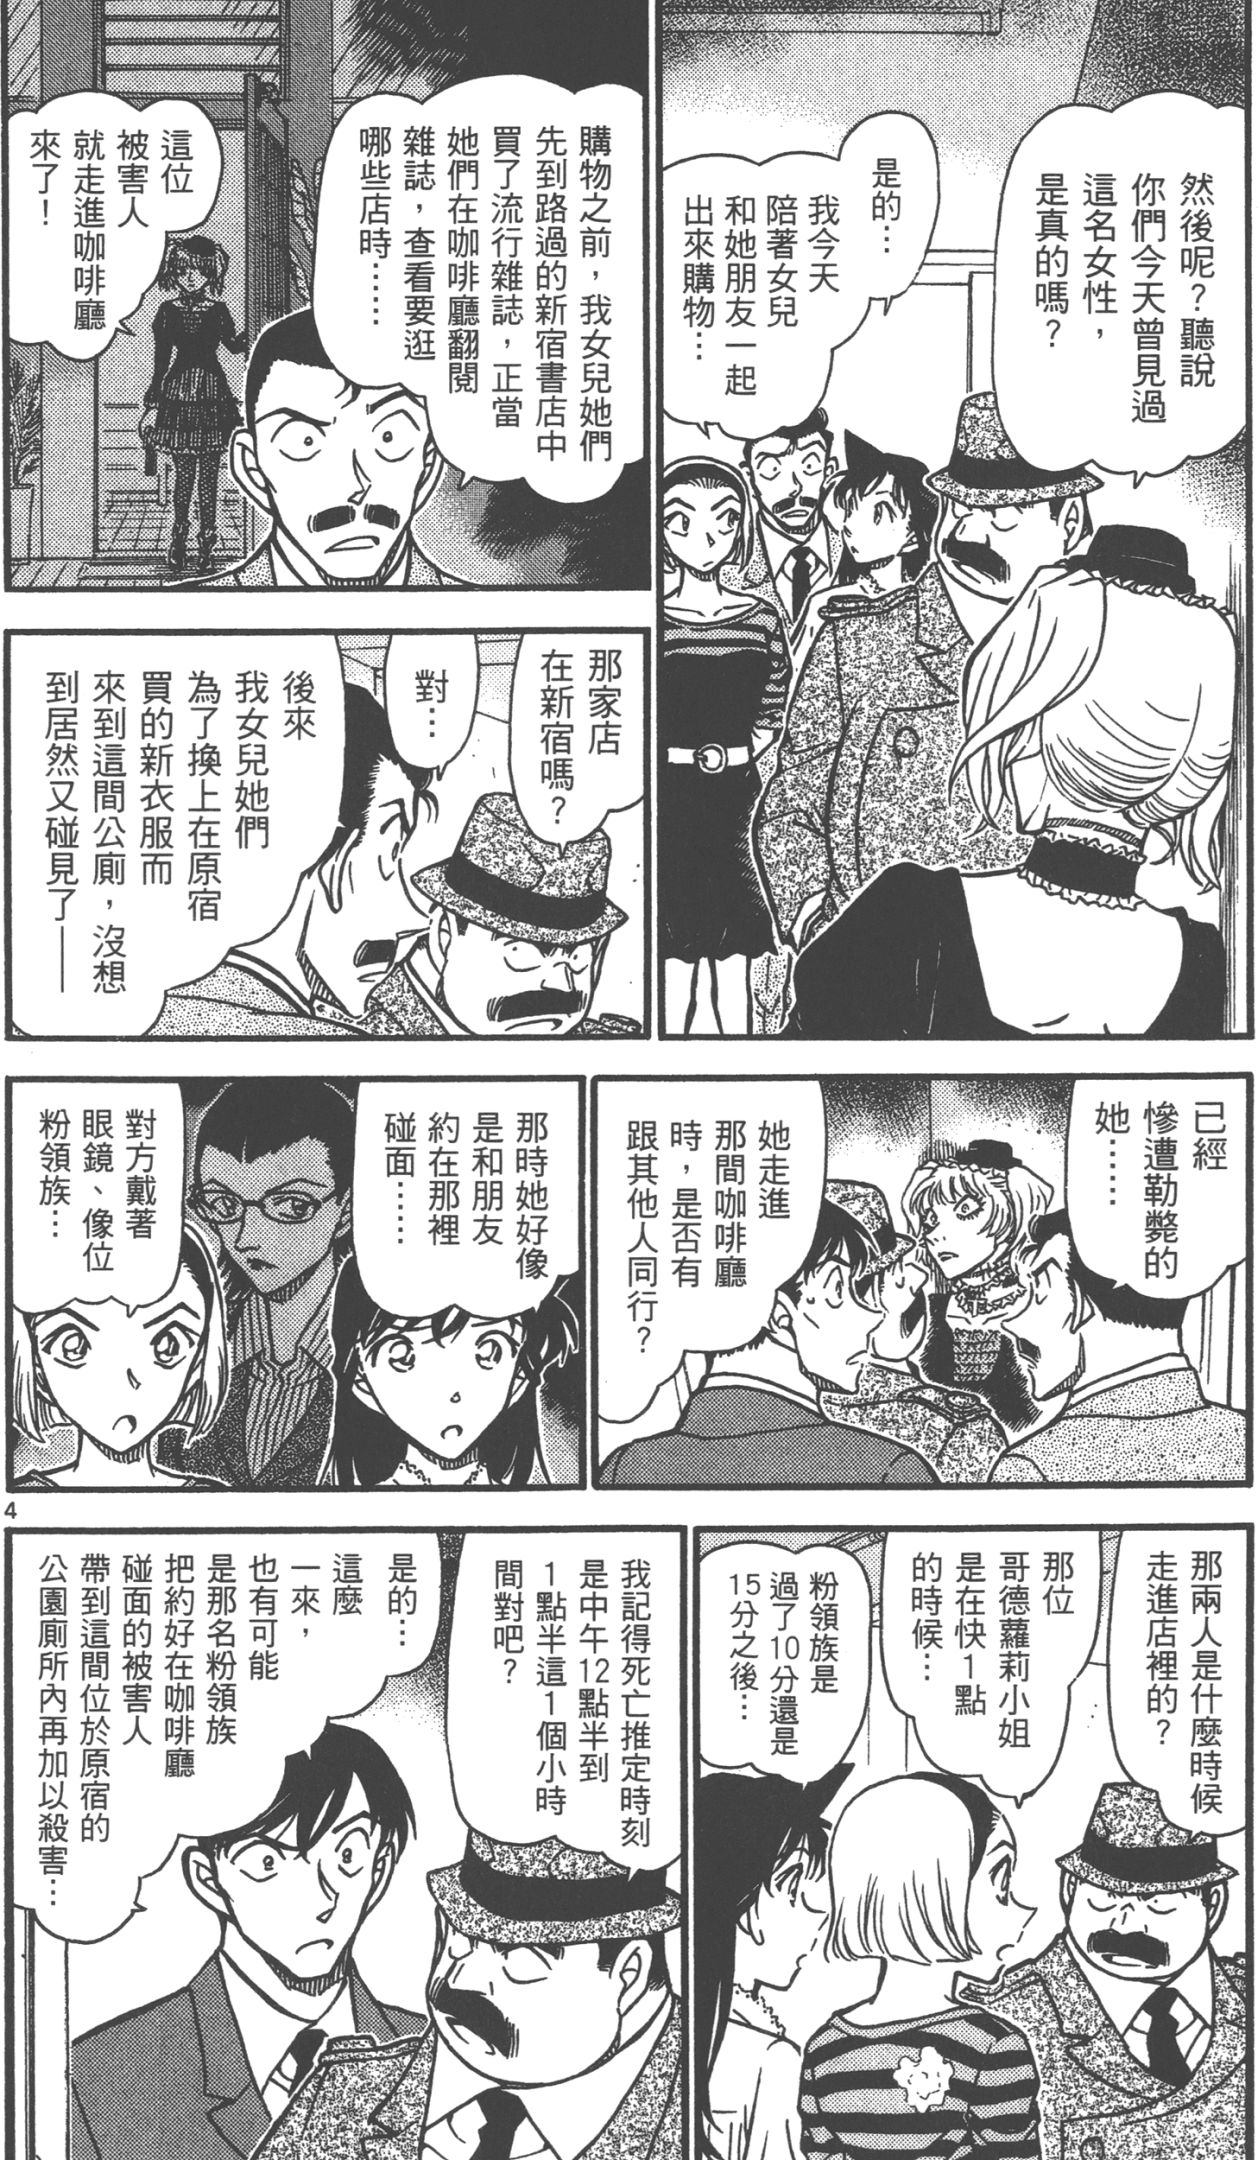 然後呢？聽說
你們今天曾見過
這名女性，
是真的嗎？
是的…
我今天
陪著女兒
和她朋友一起
出來購物…
購物之前，我女兒她們
先到路過的新宿書店中
買了流行雜誌，正當
她們在咖啡廳翻閱
雜誌，查看要逛
哪些店時……
這位
被害人
就走進咖啡廳
來了！
那家店
在新宿嗎？
對…
後來
我女兒她們
為了換上在原宿
買的新衣服而
來到這間公廁，沒想
到居然又碰見了——
已經
慘遭勒斃的
她……
她走進
那間咖啡廳
時，是否有
跟其他人同行？
那時她好像
是和朋友
約在那裡
碰面……
對方戴著
眼鏡、像位
粉領族…
4
那兩人是什麼時候
走進店裡的？
那位
哥德蘿莉小姐
是在快1點
的時候…
粉領族是
過了10分還是
15分之後…
我記得死亡推定時刻
是中午12點半到
1點半這1個小時
間對吧？
是的…
這麼
一來，
也有可能
是那名粉領族
把約好在咖啡廳
碰面的被害人
帶到這間位於原宿的
公園廁所內再加以殺害…